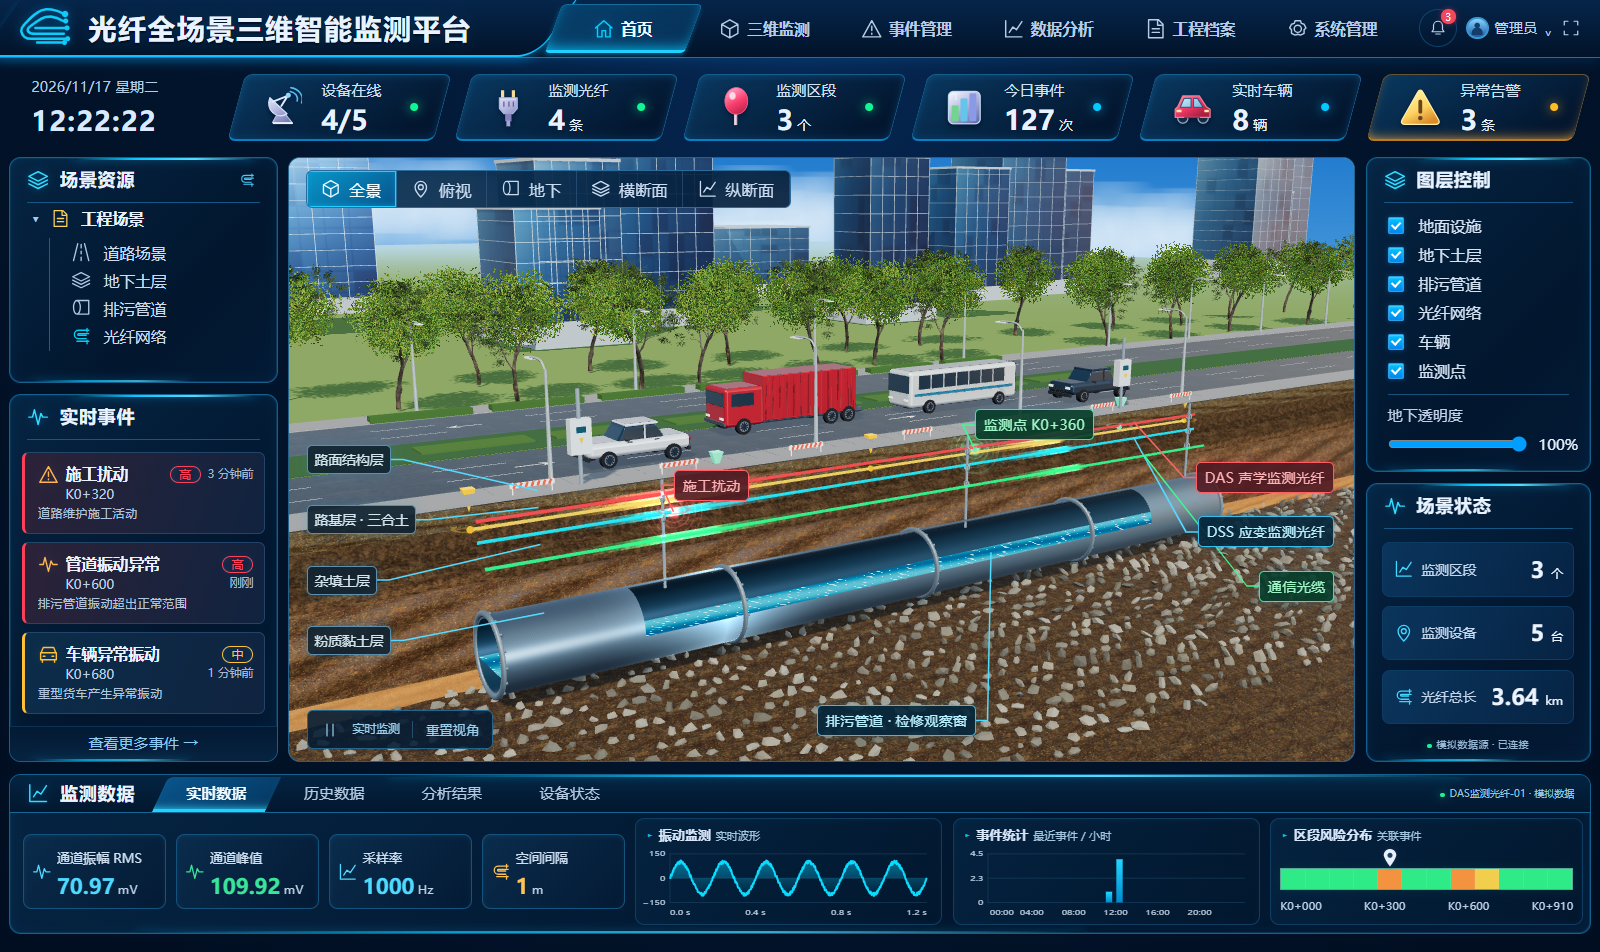 光纤全场景三维智能监测平台
首页
三维监测
事件管理
数据分析
工程档案
系统管理
3
管理员
2026/11/17 星期二
12:22:22
设备在线
4/5
监测光纤
4 条
监测区段
3 个
今日事件
127 次
实时车辆
8 辆
异常告警
3 条
场景资源
工程场景
道路场景
地下土层
排污管道
光纤网络
实时事件
施工扰动
高
3 分钟前
K0+320
道路维护施工活动
管道振动异常
高
K0+600
刚刚
排污管道振动超出正常范围
车辆异常振动
中
K0+680
1 分钟前
重型货车产生异常振动
查看更多事件 →
全景
俯视
地下
横断面
纵断面
监测点 K0+360
路面结构层
施工扰动
DAS 声学监测光纤
路基层 · 三合土
DSS 应变监测光纤
杂填土层
通信光缆
粉质黏土层
排污管道 · 检修观察窗
实时监测
重置视角
图层控制
地面设施
地下土层
排污管道
光纤网络
车辆
监测点
地下透明度
100%
场景状态
监测区段
3 个
监测设备
5 台
光纤总长
3.64 km
模拟数据源 · 已连接
监测数据
实时数据
历史数据
分析结果
设备状态
DAS监测光纤-01 · 模拟数据
通道振幅 RMS
70.97 mV
通道峰值
109.92 mV
采样率
1000 Hz
空间间隔
1 m
振动监测 实时波形
150
0
-150
0.0 s
0.4 s
0.8 s
1.2 s
事件统计 最近事件 / 小时
4.5
2.3
0
00:00
04:00
08:00
12:00
16:00
20:00
区段风险分布 关联事件
K0+000
K0+300
K0+600
K0+910